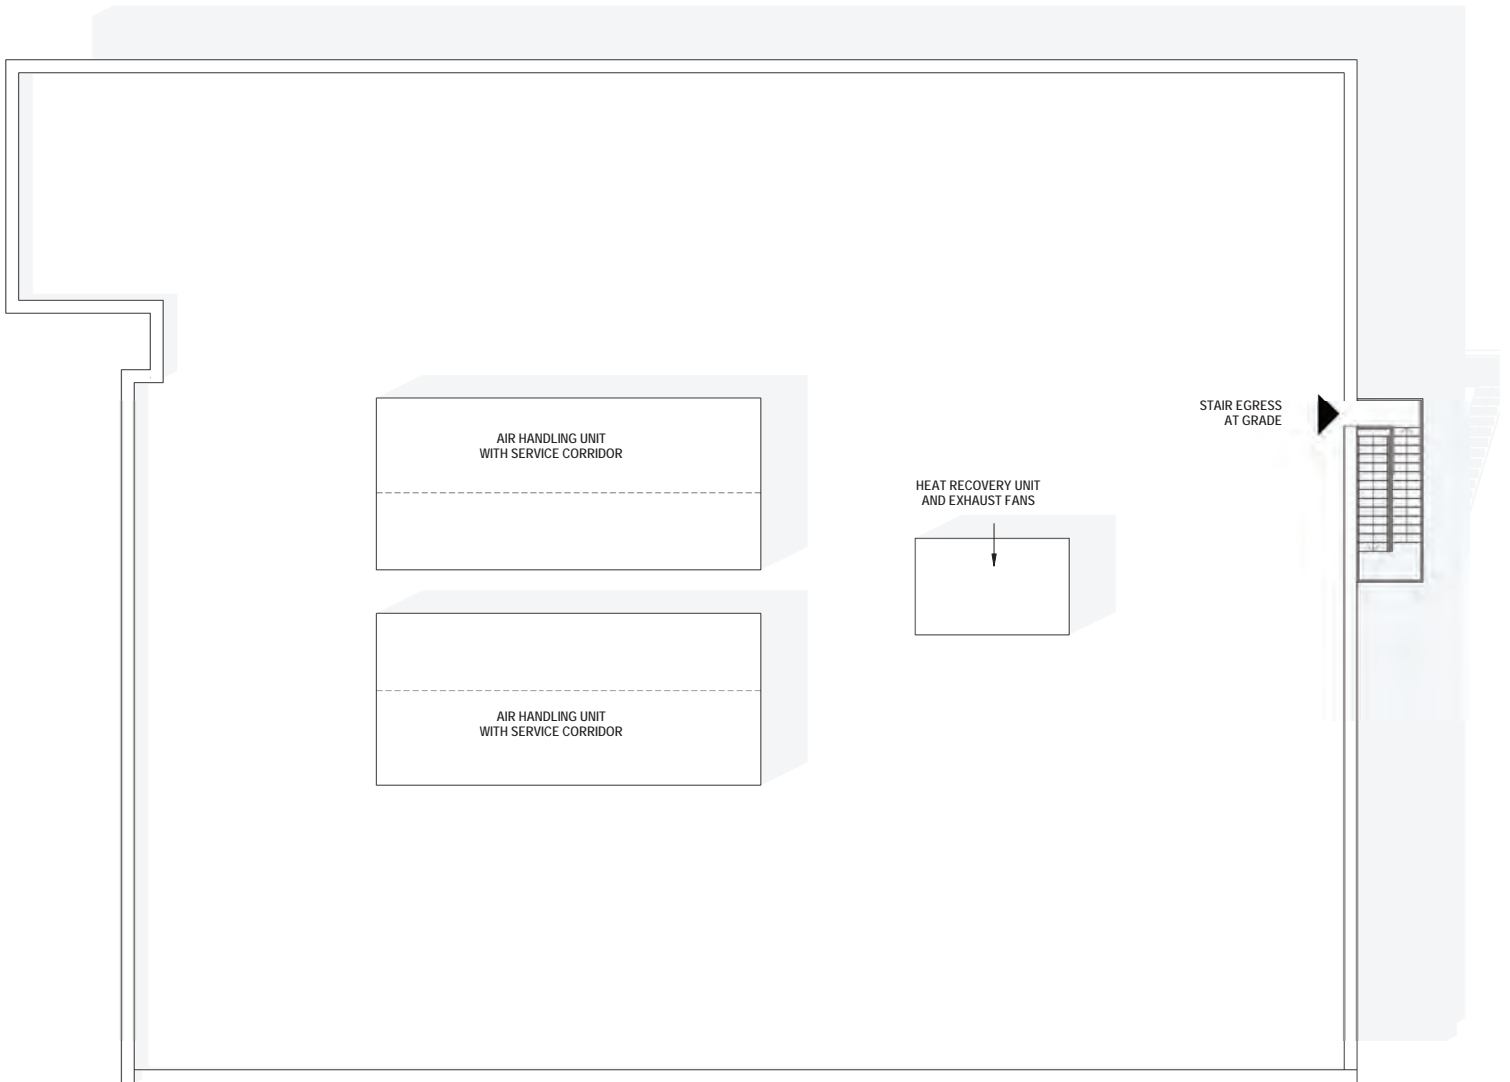 STAIR EGRESS
AT GRADE
AIR HANDLING UNIT
WITH SERVICE CORRIDOR
HEAT RECOVERY UNIT
AND EXHAUST FANS
AIR HANDLING UNIT
WITH SERVICE CORRIDOR